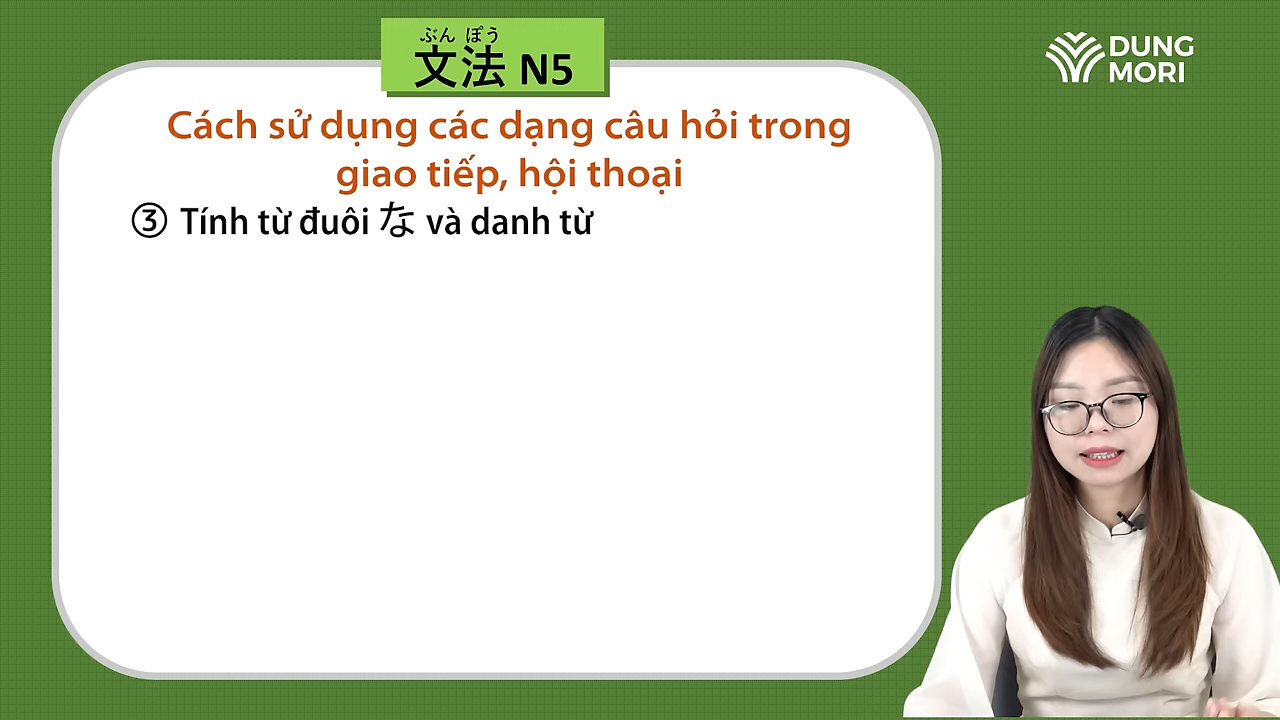 ぶん ぽう
文法 N5
DUNG
MORI
Cách sử dụng các dạng câu hỏi trong
giao tiếp, hội thoại
③ Tính từ đuôi な và danh từ